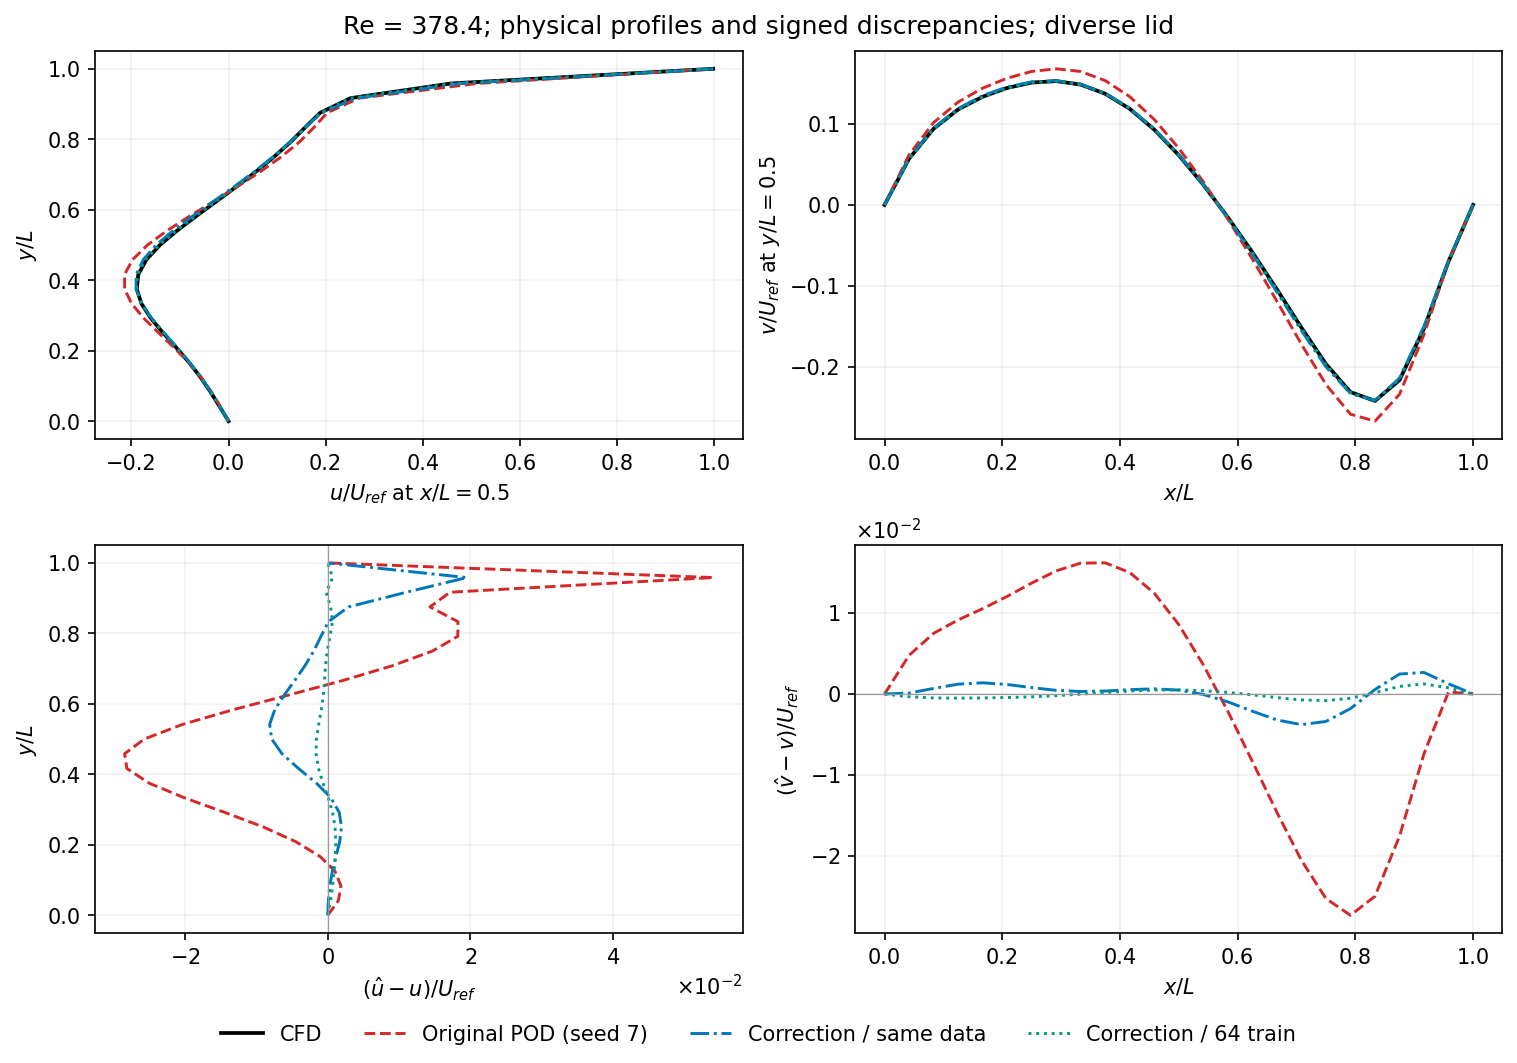 Re = 378.4; physical profiles and signed discrepancies; diverse lid
1.0
0.8
0.6
0.4
0.2
0.0
y/L
−0.2 0.0 0.2 0.4 0.6 0.8 1.0
u/U_ref at x/L = 0.5
0.1
0.0
−0.1
−0.2
v/U_ref at y/L = 0.5
0.0 0.2 0.4 0.6 0.8 1.0
x/L
1.0
0.8
0.6
0.4
0.2
0.0
y/L
−2 0 2 4
(û − u)/U_ref
×10⁻²
×10⁻²
1
0
−1
−2
(v̂ − v)/U_ref
0.0 0.2 0.4 0.6 0.8 1.0
x/L
CFD Original POD (seed 7) Correction / same data Correction / 64 train